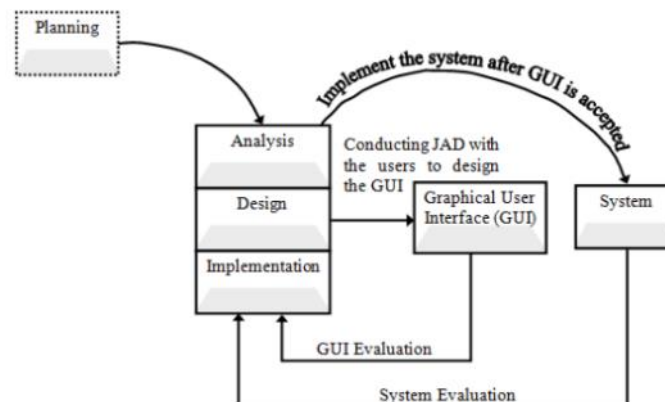 Planning
Implement the system after GUI is accepted
Analysis
Conducting JAD with
the users to design
the GUI
Design
Graphical User
Interface (GUI)
System
Implementation
GUI Evaluation
System Evaluation